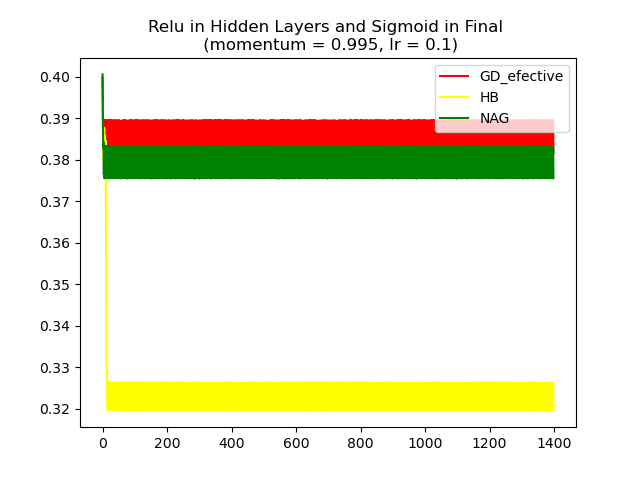 Relu in Hidden Layers and Sigmoid in Final
(momentum = 0.995, lr = 0.1)
GD_efective
HB
NAG
0.40
0.39
0.38
0.37
0.36
0.35
0.34
0.33
0.32
0 200 400 600 800 1000 1200 1400